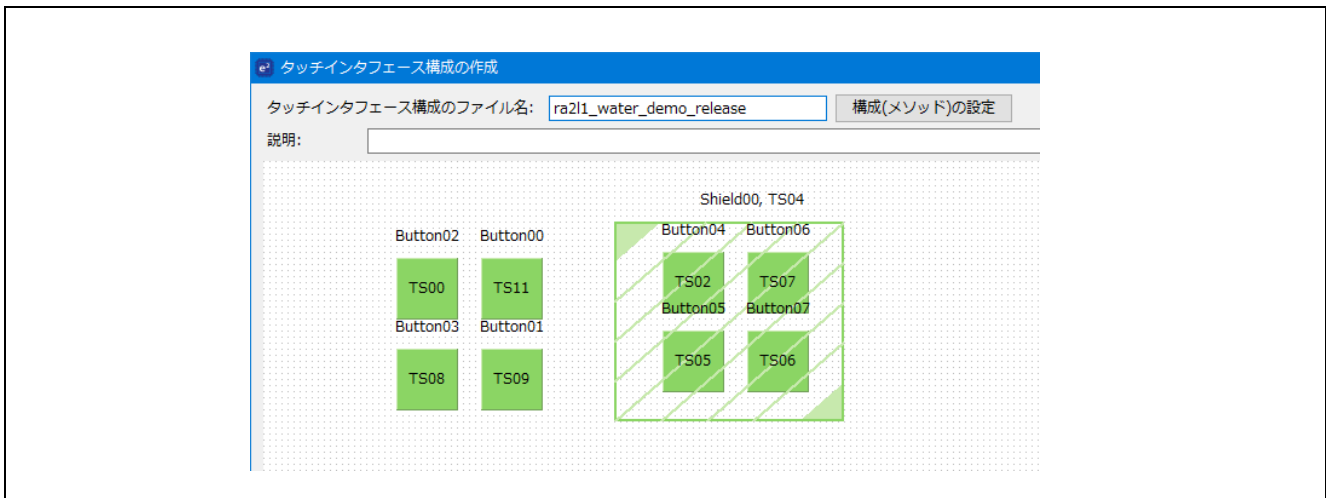 タッチインタフェース構成の作成
タッチインタフェース構成のファイル名: ra2l1_water_demo_release 構成(メソッド)の設定
説明:
Shield00, TS04
Button02 Button00 Button04 Button06
TS00 TS11 TS02 TS07
Button03 Button01 Button05 Button07
TS08 TS09 TS05 TS06